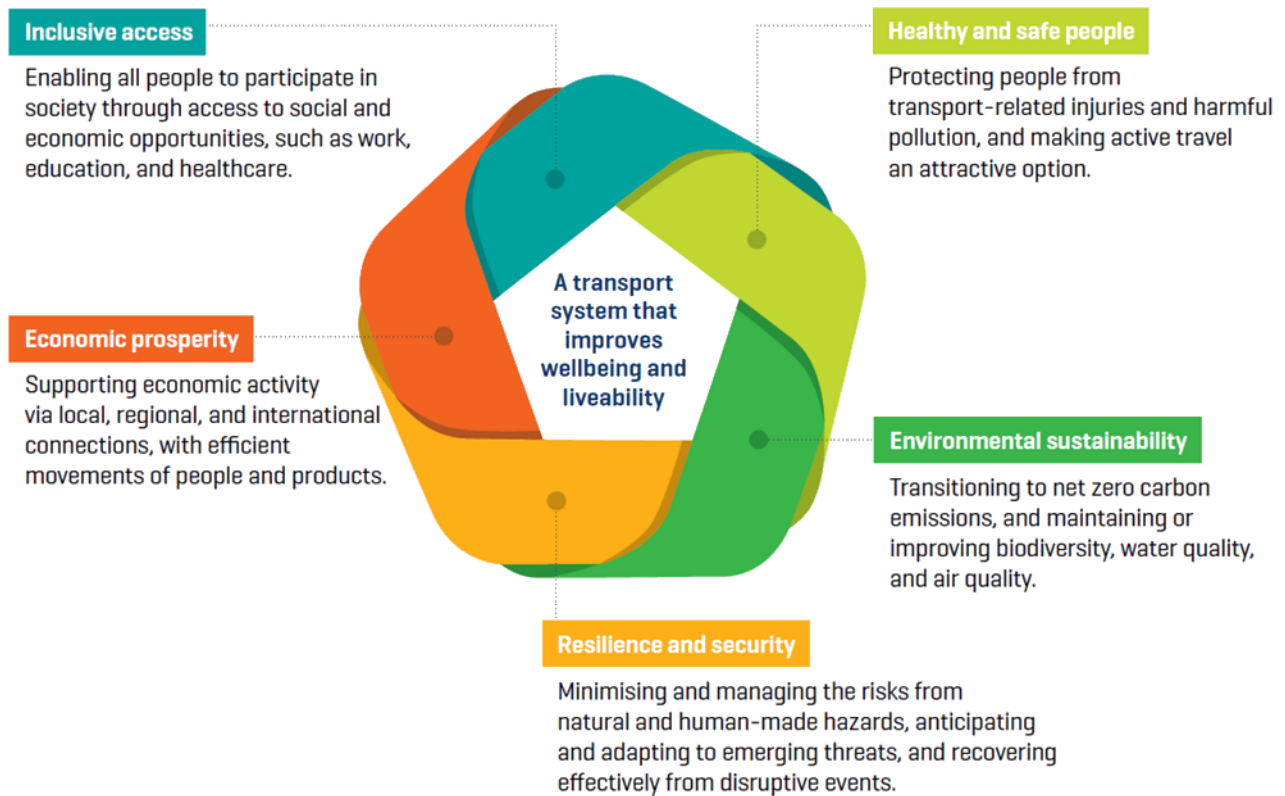 Inclusive access
Enabling all people to participate in
society through access to social and
economic opportunities, such as work,
education, and healthcare.
Healthy and safe people
Protecting people from
transport-related injuries and harmful
pollution, and making active travel
an attractive option.
A transport
system that
improves
wellbeing and
liveability
Economic prosperity
Supporting economic activity
via local, regional, and international
connections, with efficient
movements of people and products.
Environmental sustainability
Transitioning to net zero carbon
emissions, and maintaining or
improving biodiversity, water quality,
and air quality.
Resilience and security
Minimising and managing the risks from
natural and human-made hazards, anticipating
and adapting to emerging threats, and recovering
effectively from disruptive events.